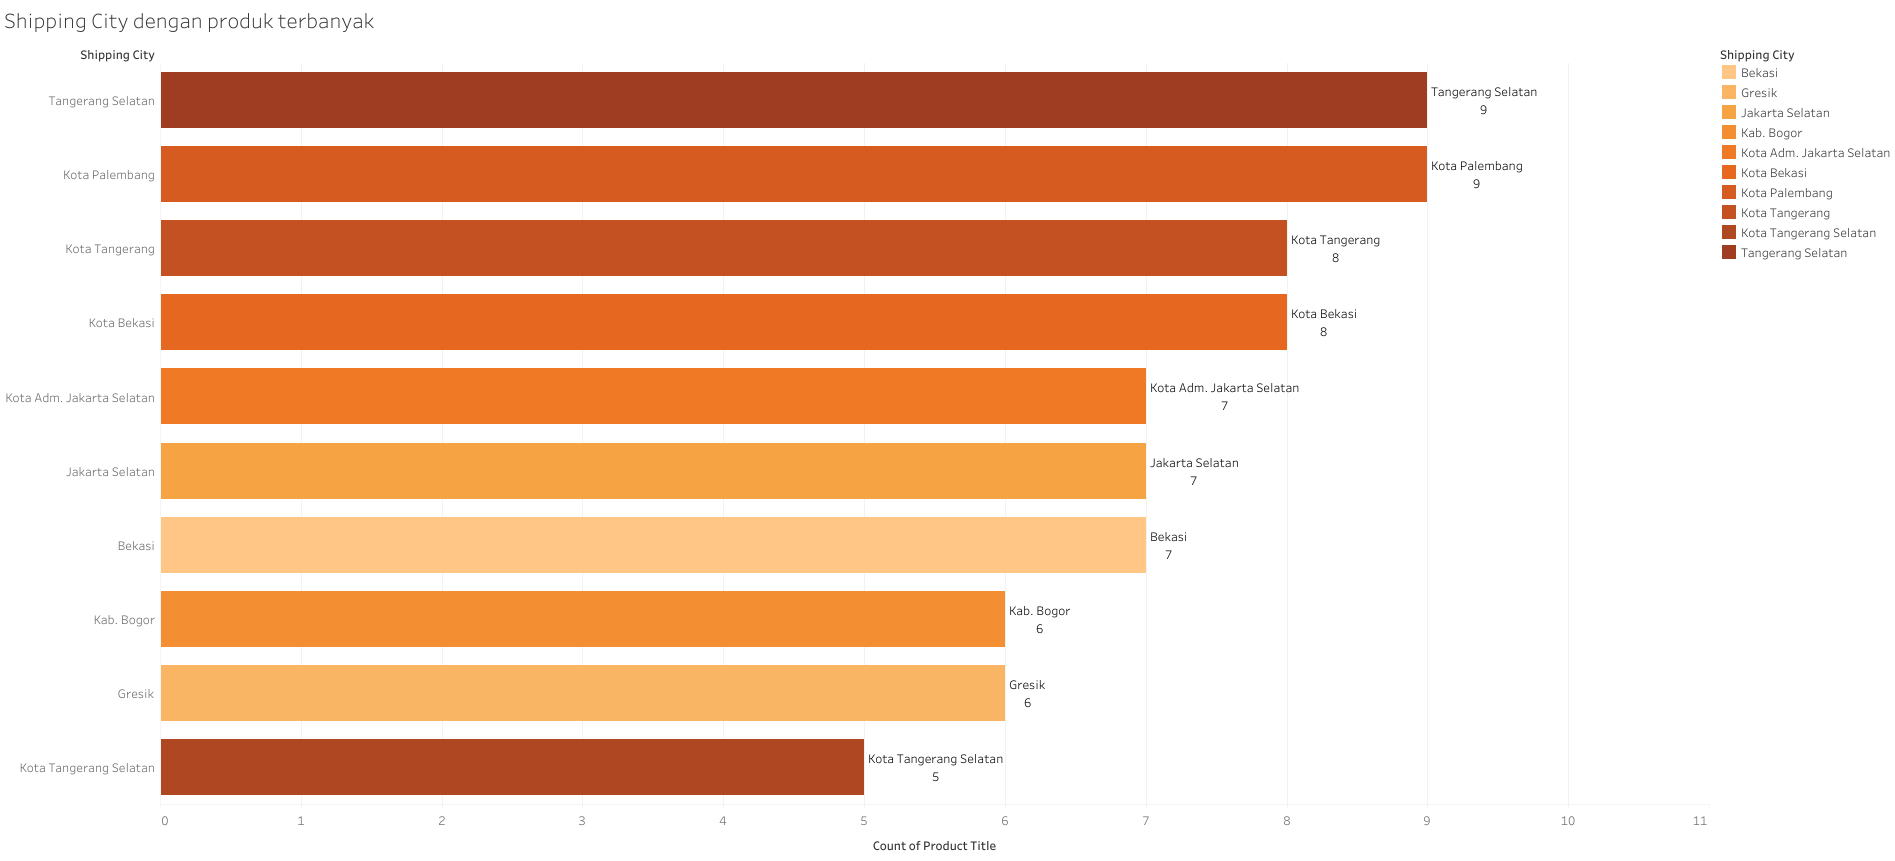 Shipping City dengan produk terbanyak
Shipping City
Tangerang Selatan
Tangerang Selatan
9
Kota Palembang
Kota Palembang
9
Kota Tangerang
Kota Tangerang
8
Kota Bekasi
Kota Bekasi
8
Kota Adm. Jakarta Selatan
Kota Adm. Jakarta Selatan
7
Jakarta Selatan
Jakarta Selatan
7
Bekasi
Bekasi
7
Kab. Bogor
Kab. Bogor
6
Gresik
Gresik
6
Kota Tangerang Selatan
Kota Tangerang Selatan
5
0 1 2 3 4 5 6 7 8 9 10 11
Count of Product Title
Shipping City
Bekasi
Gresik
Jakarta Selatan
Kab. Bogor
Kota Adm. Jakarta Selatan
Kota Bekasi
Kota Palembang
Kota Tangerang
Kota Tangerang Selatan
Tangerang Selatan